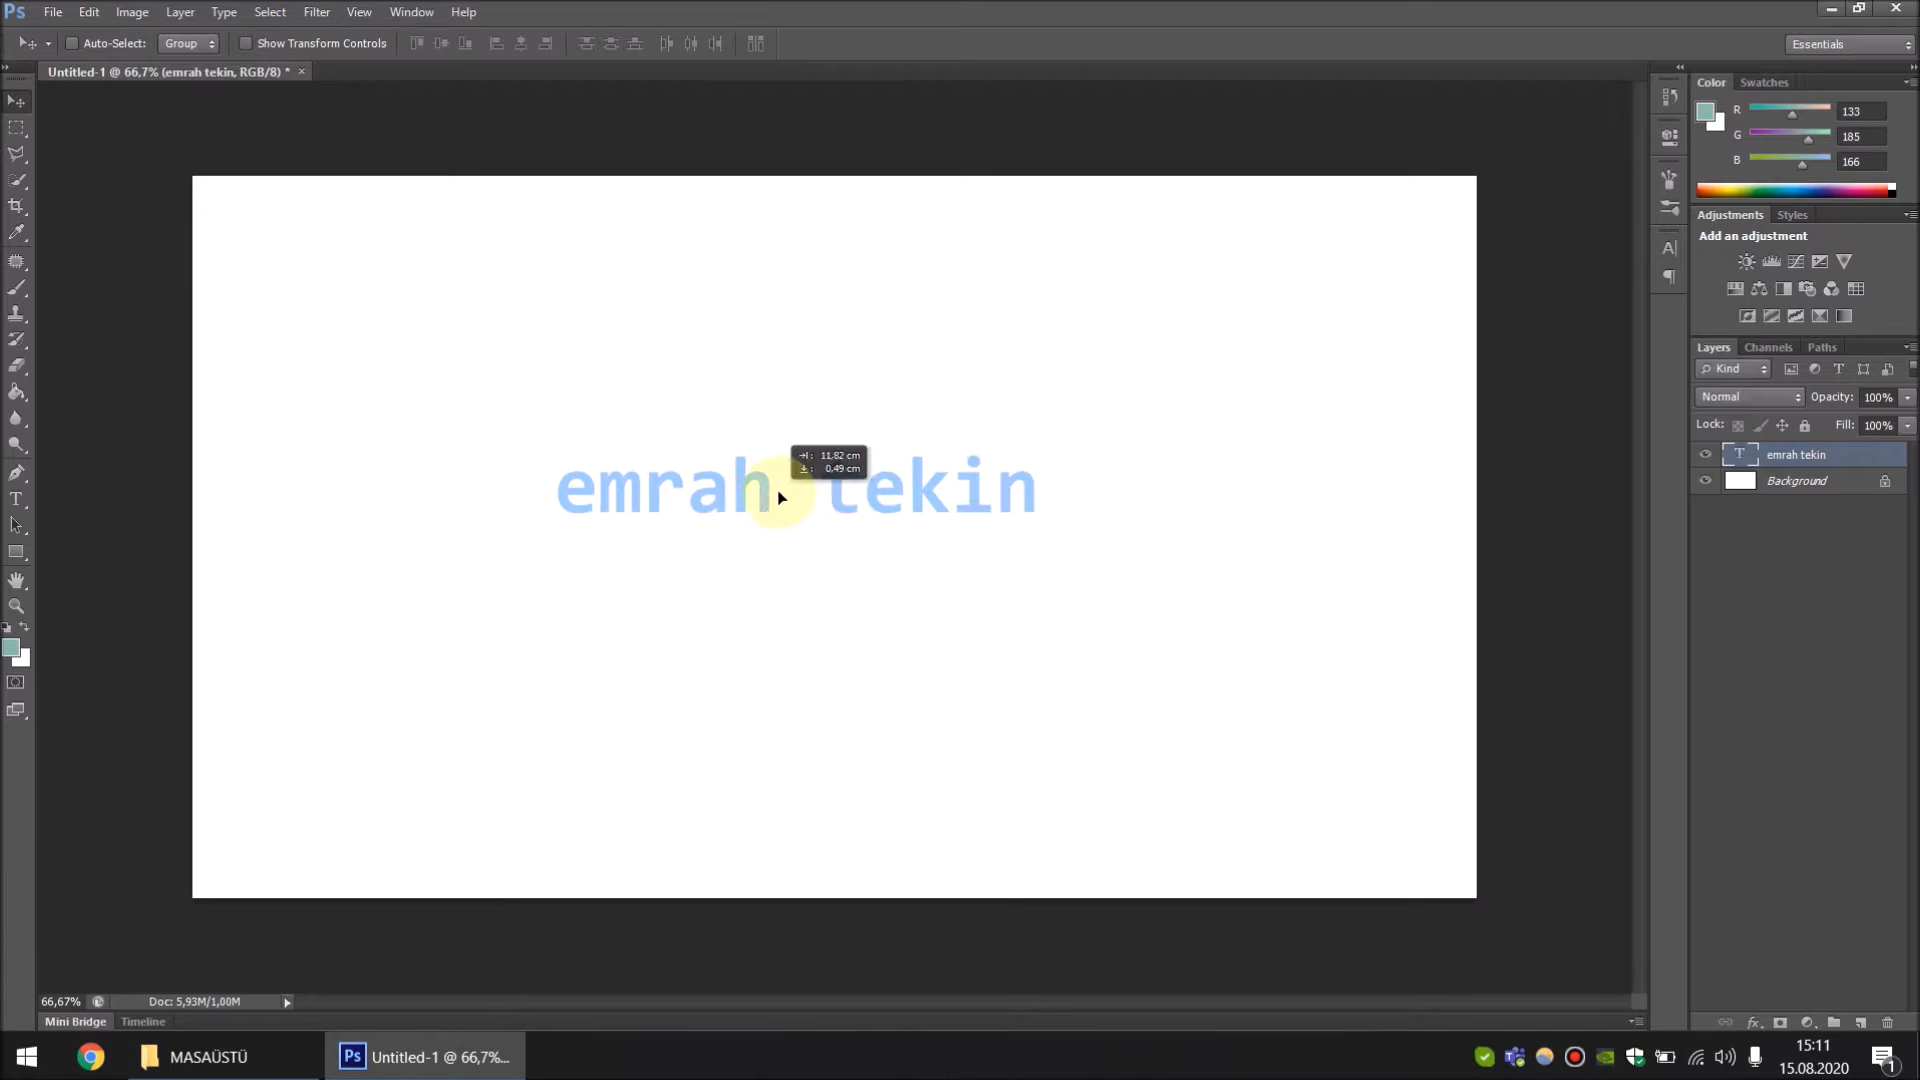 Ps File Edit Image Layer Type Select Filter View Window Help
Auto-Select: Group Show Transform Controls Essentials
Untitled-1 @ 66,7% (emrah tekin, RGB/8) * ×
Color Swatches
R 133
G 185
B 166
Adjustments Styles
Add an adjustment
Layers Channels Paths
Kind
Normal Opacity: 100%
Lock: Fill: 100%
T emrah tekin
Background
11,82 cm
0,49 cm
emrah tekin
66,67% Doc: 5,93M/1,00M
Mini Bridge Timeline
MASAÜSTÜ Ps Untitled-1 @ 66,7%...
15:11
15.08.2020
1